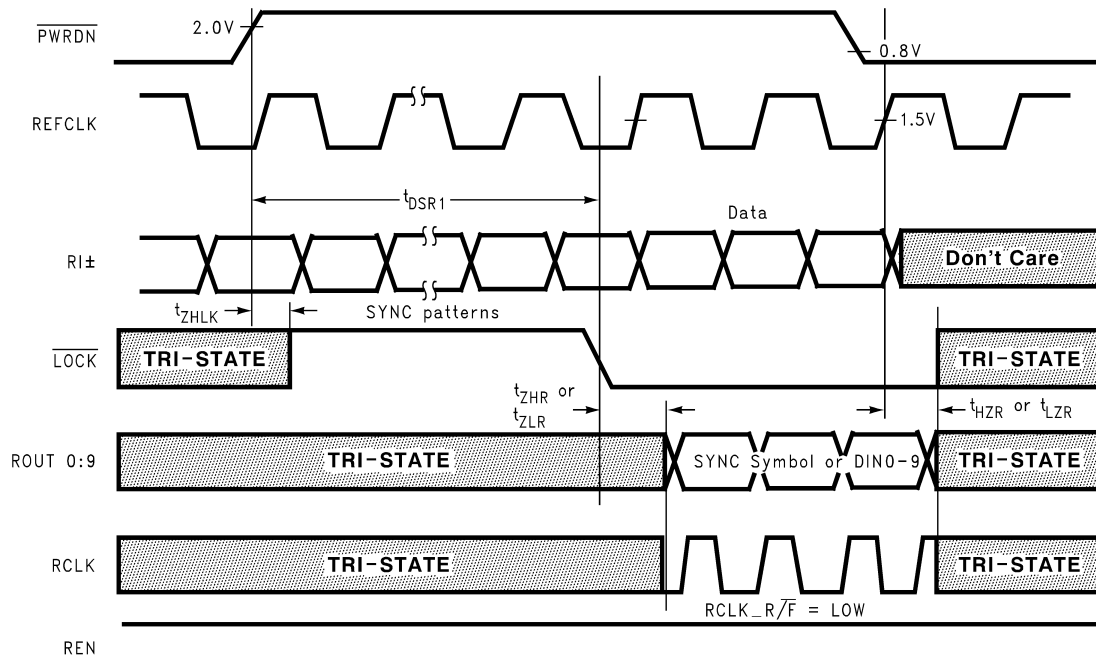 PWRDN
2.0V
0.8V
REFCLK
1.5V
tDSR1
Data
RI±
Don't Care
tZHLK
SYNC patterns
LOCK
TRI-STATE
TRI-STATE
tZHR or
tZLR
tHZR or tLZR
ROUT 0:9
TRI-STATE
SYNC Symbol or DIN0-9
TRI-STATE
RCLK
TRI-STATE
TRI-STATE
RCLK_R/F = LOW
REN